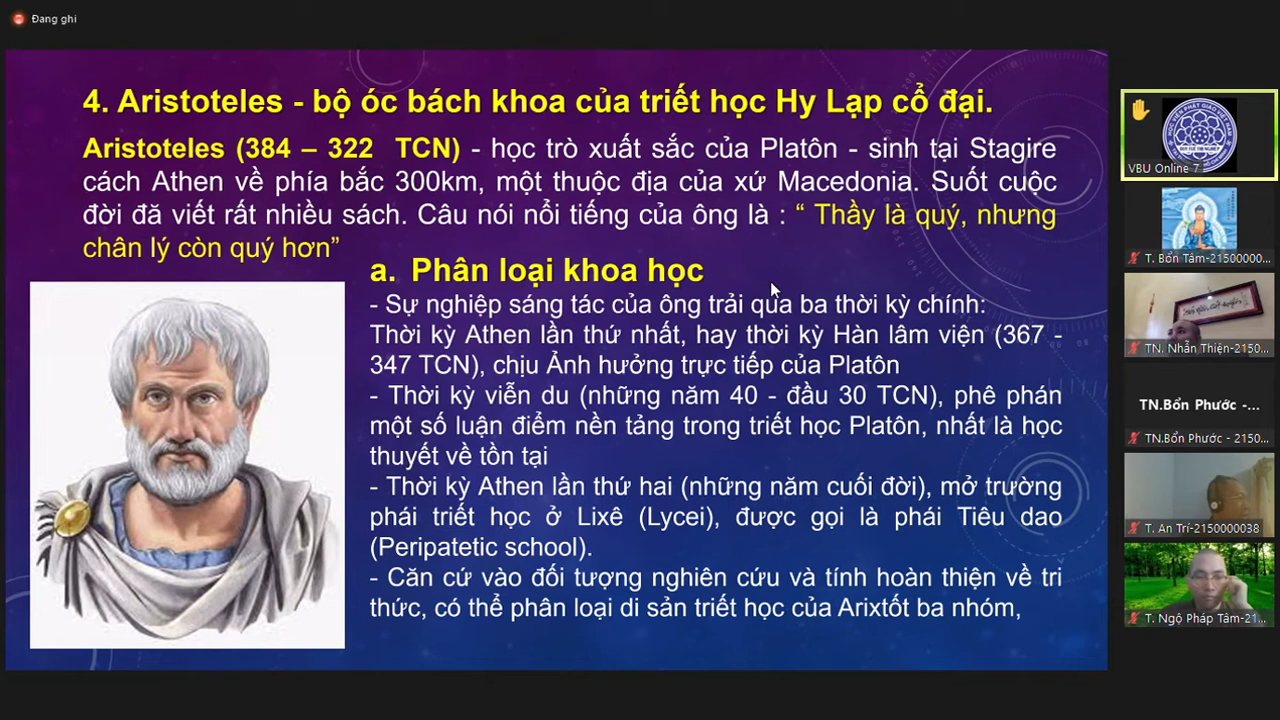 Đang ghi
4. Aristoteles - bộ óc bách khoa của triết học Hy Lạp cổ đại.
Aristoteles (384 – 322 TCN) - học trò xuất sắc của Platôn - sinh tại Stagire
cách Athen về phía bắc 300km, một thuộc địa của xứ Macedonia. Suốt cuộc
đời đã viết rất nhiều sách. Câu nói nổi tiếng của ông là : “ Thầy là quý, nhưng
chân lý còn quý hơn”
a. Phân loại khoa học
- Sự nghiệp sáng tác của ông trải qua ba thời kỳ chính:
Thời kỳ Athen lần thứ nhất, hay thời kỳ Hàn lâm viện (367 -
347 TCN), chịu Ảnh hưởng trực tiếp của Platôn
- Thời kỳ viễn du (những năm 40 - đầu 30 TCN), phê phán
một số luận điểm nền tảng trong triết học Platôn, nhất là học
thuyết về tồn tại
- Thời kỳ Athen lần thứ hai (những năm cuối đời), mở trường
phái triết học ở Lixê (Lycei), được gọi là phái Tiêu dao
(Peripatetic school).
- Căn cứ vào đối tượng nghiên cứu và tính hoàn thiện về tri
thức, có thể phân loại di sản triết học của Arixtốt ba nhóm,
VBU Online 7
T. Bổn Tâm-21500000...
TN. Nhẫn Thiện-2150...
TN.Bổn Phước -...
TN.Bổn Phước - 2150...
T. An Trí-2150000038
T. Ngộ Pháp Tâm-21...